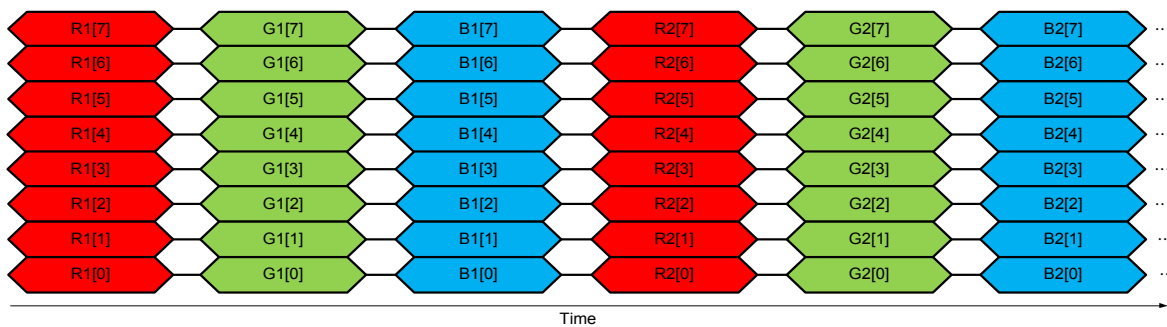 R1[7] G1[7] B1[7] R2[7] G2[7] B2[7] ...
R1[6] G1[6] B1[6] R2[6] G2[6] B2[6] ...
R1[5] G1[5] B1[5] R2[5] G2[5] B2[5] ...
R1[4] G1[4] B1[4] R2[4] G2[4] B2[4] ...
R1[3] G1[3] B1[3] R2[3] G2[3] B2[3] ...
R1[2] G1[2] B1[2] R2[2] G2[2] B2[2] ...
R1[1] G1[1] B1[1] R2[1] G2[1] B2[1] ...
R1[0] G1[0] B1[0] R2[0] G2[0] B2[0] ...
Time